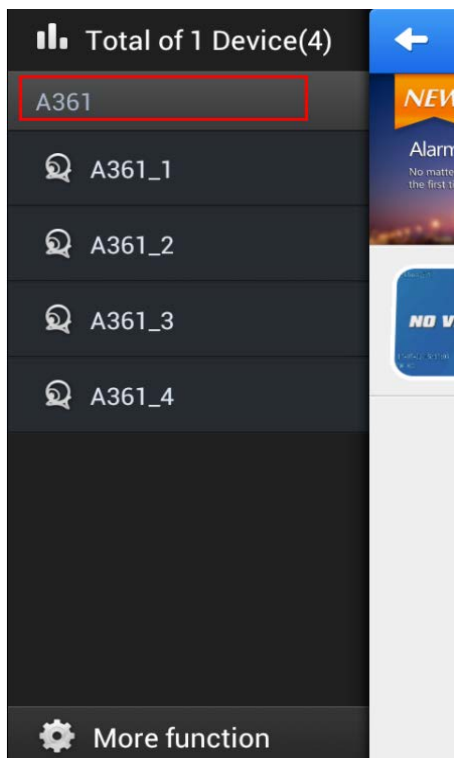 Total of 1 Device(4)
A361
A361_1
A361_2
A361_3
A361_4
More function
NEW
Alarm
No matte
the first ti
NO V